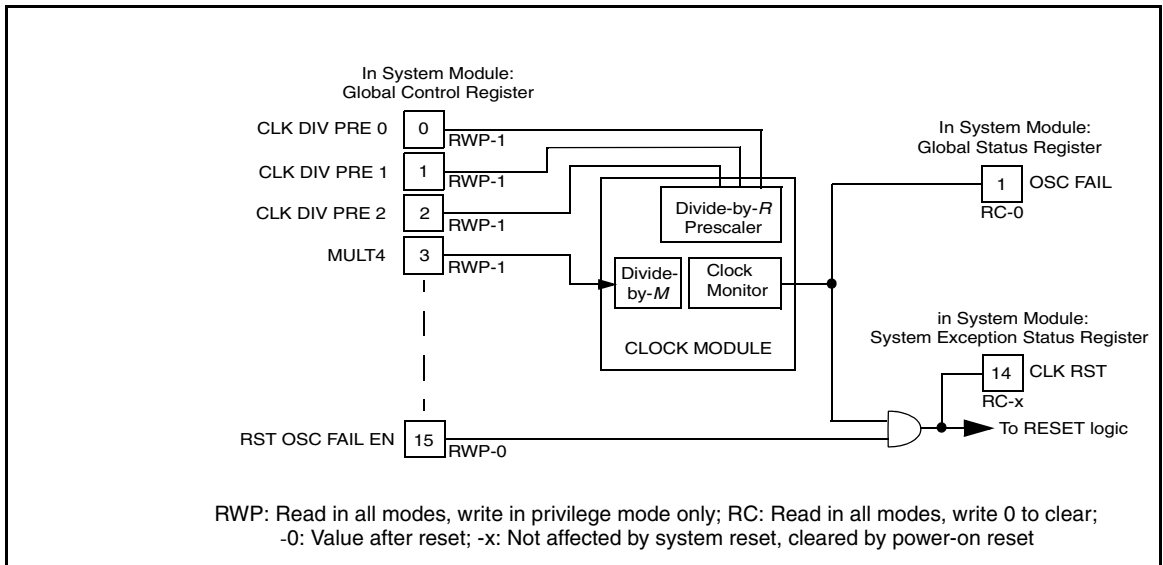 In System Module:
Global Control Register
CLK DIV PRE 0
0
RWP-1
CLK DIV PRE 1
1
RWP-1
CLK DIV PRE 2
2
RWP-1
MULT4
3
RWP-1
RST OSC FAIL EN
15
RWP-0
Divide-by-R
Prescaler
Divide-
by-M
Clock
Monitor
CLOCK MODULE
In System Module:
Global Status Register
1
OSC FAIL
RC-0
in System Module:
System Exception Status Register
14
CLK RST
RC-x
To RESET logic
RWP: Read in all modes, write in privilege mode only; RC: Read in all modes, write 0 to clear;
-0: Value after reset; -x: Not affected by system reset, cleared by power-on reset